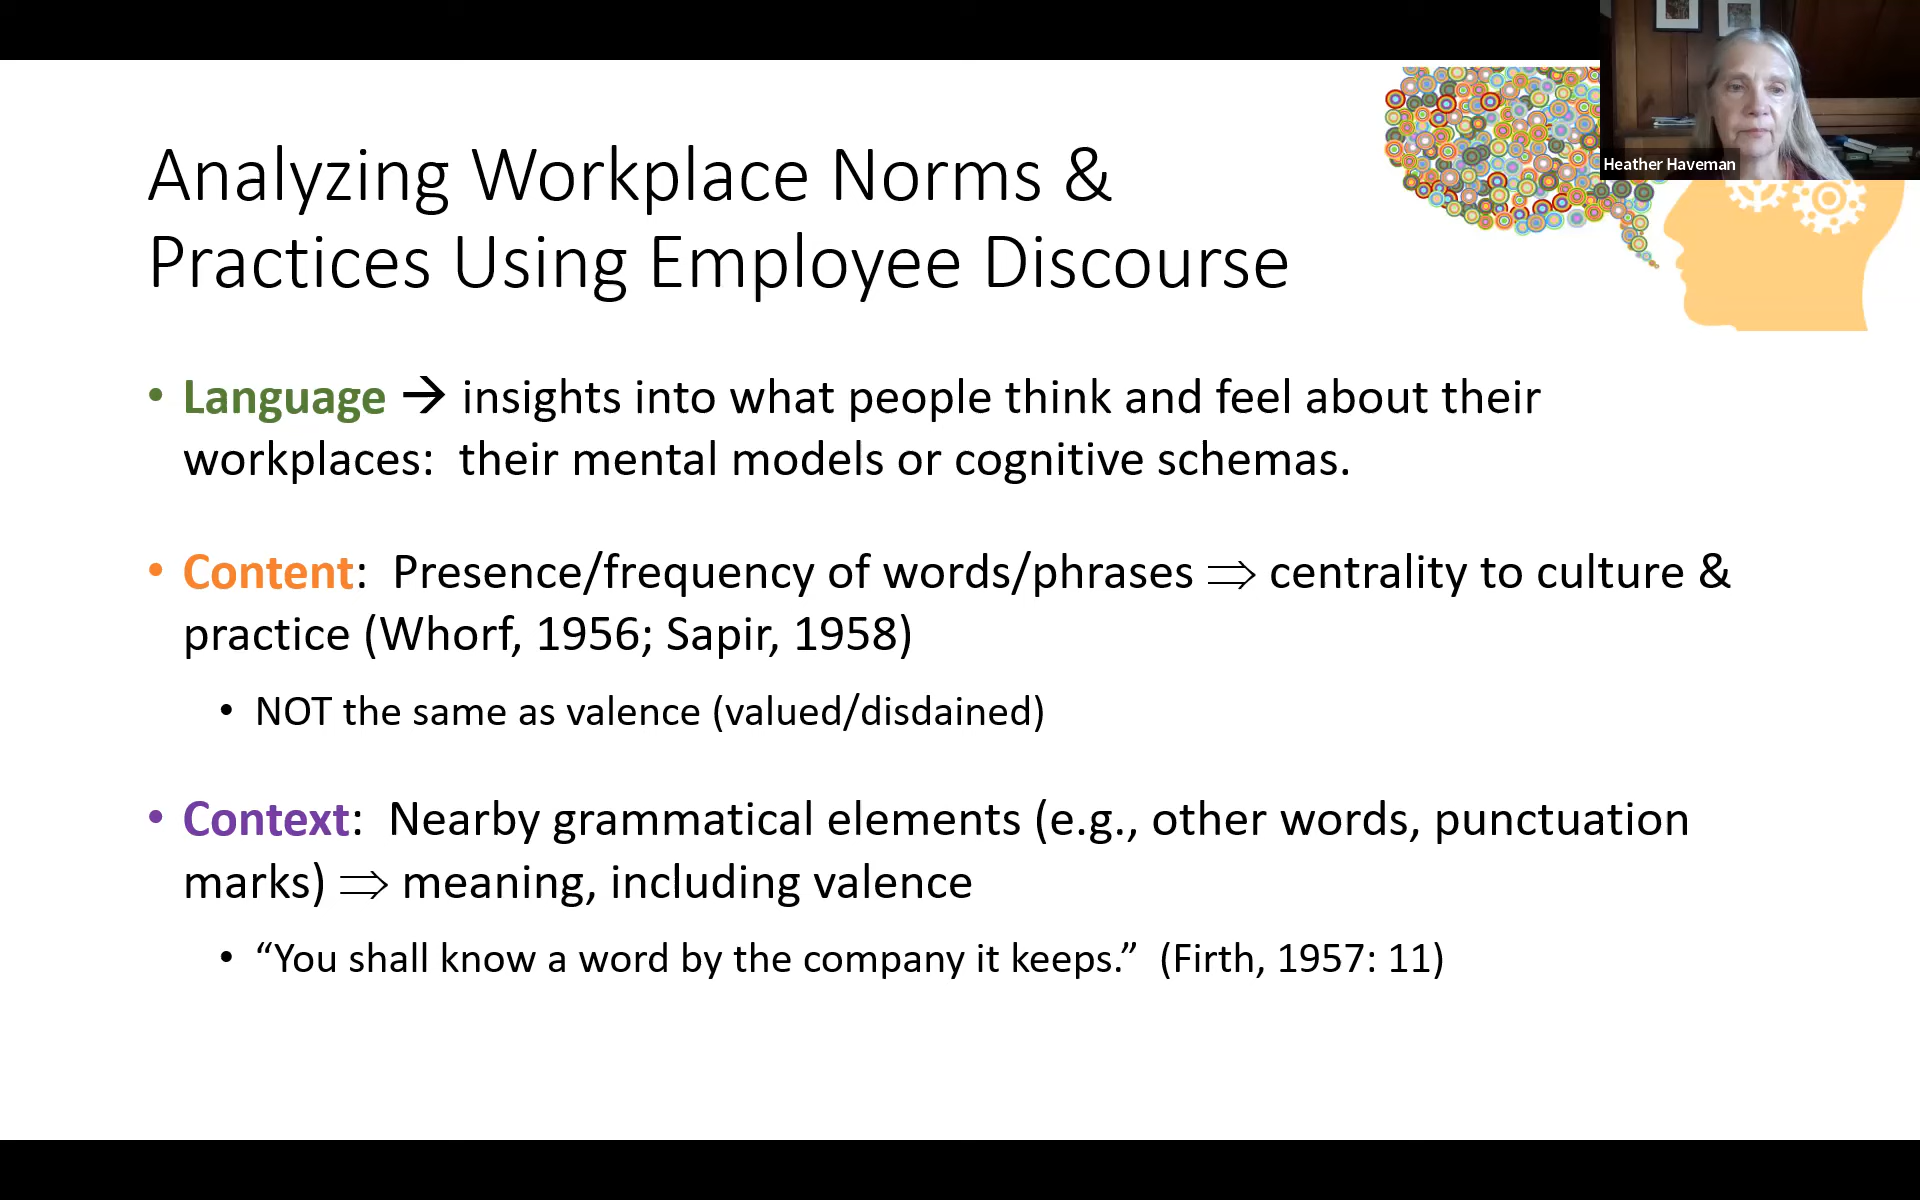 Heather Haveman
Analyzing Workplace Norms &
Practices Using Employee Discourse
• Language → insights into what people think and feel about their
workplaces:  their mental models or cognitive schemas.
• Content:  Presence/frequency of words/phrases ⇒ centrality to culture &
practice (Whorf, 1956; Sapir, 1958)
• NOT the same as valence (valued/disdained)
• Context:  Nearby grammatical elements (e.g., other words, punctuation
marks) ⇒ meaning, including valence
• “You shall know a word by the company it keeps.”  (Firth, 1957: 11)